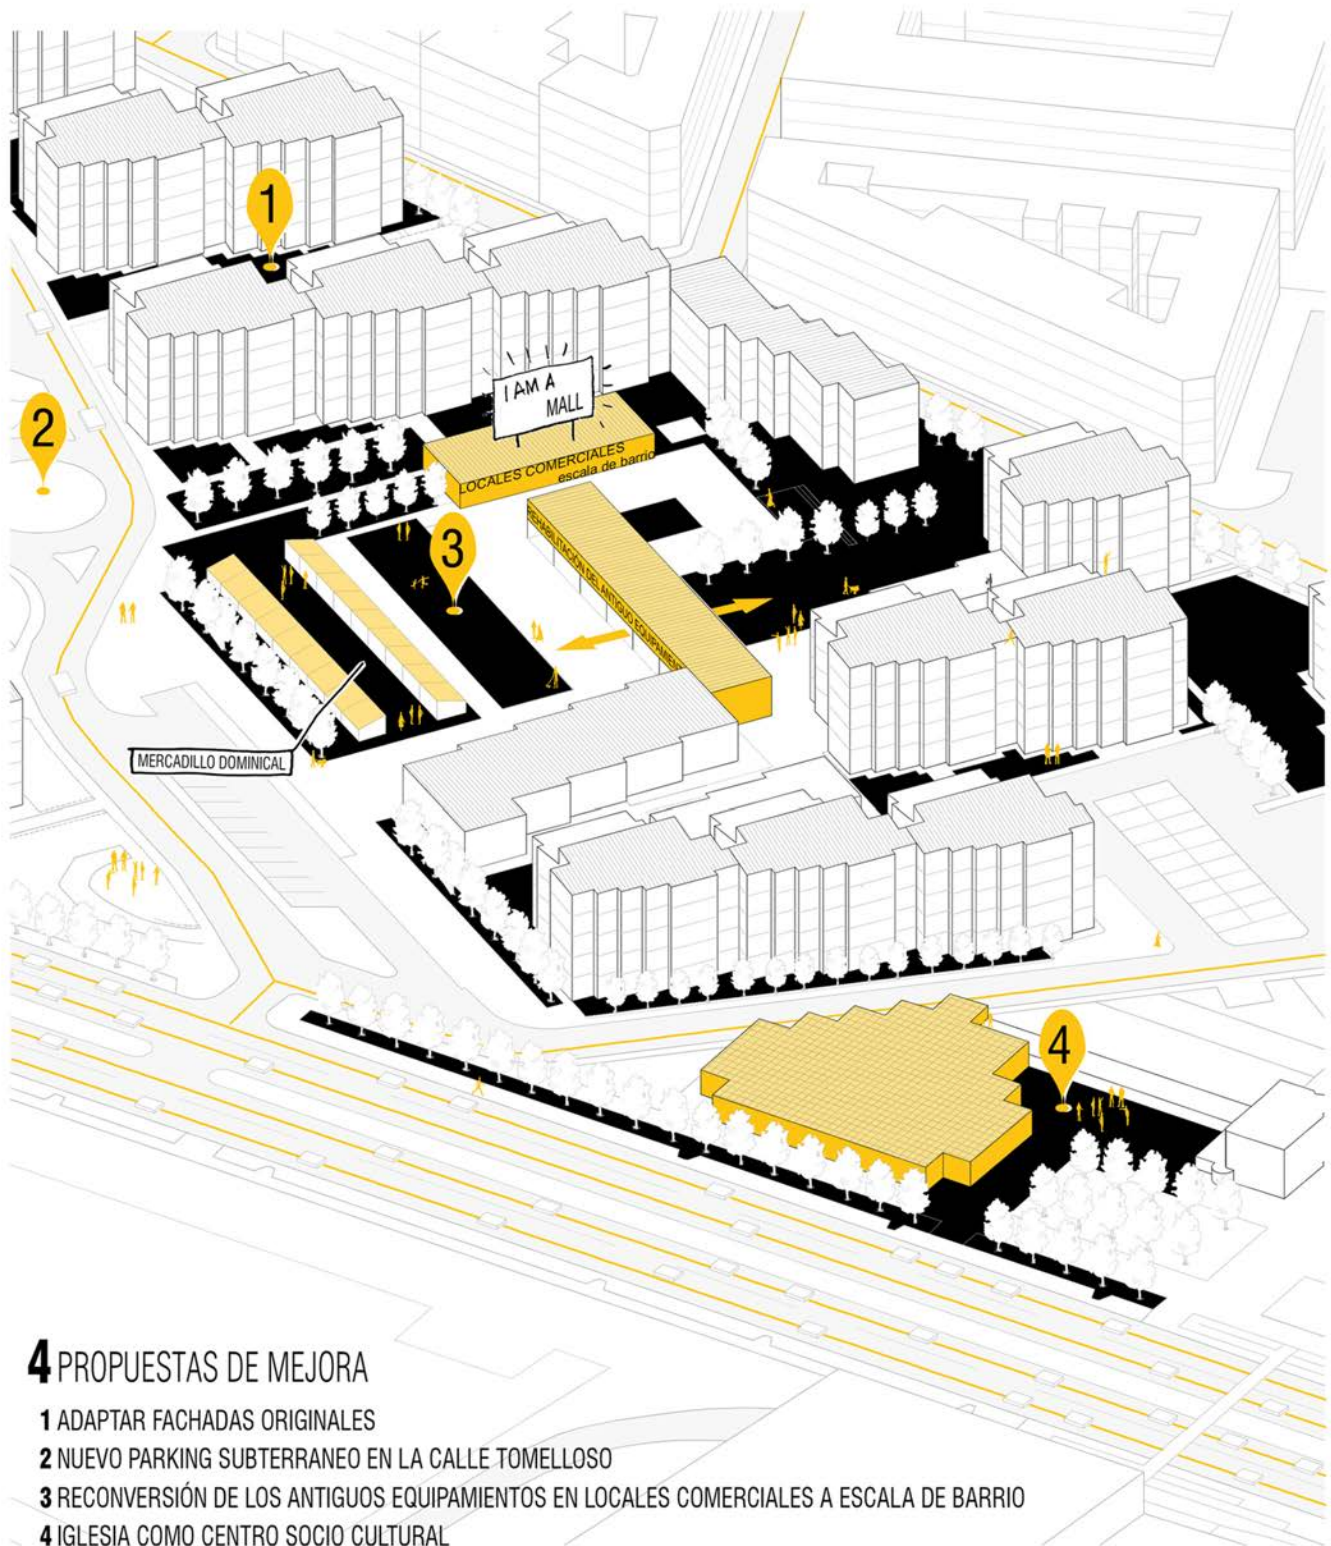 1
2
I AM A
MALL
LOCALES COMERCIALES
escala de barrio
3
REHABILITACIÓN DEL ANTIGUO EQUIPAMIENTO
MERCADILLO DOMINICAL
4
4 PROPUESTAS DE MEJORA
1 ADAPTAR FACHADAS ORIGINALES
2 NUEVO PARKING SUBTERRANEO EN LA CALLE TOMELLOSO
3 RECONVERSIÓN DE LOS ANTIGUOS EQUIPAMIENTOS EN LOCALES COMERCIALES A ESCALA DE BARRIO
4 IGLESIA COMO CENTRO SOCIO CULTURAL